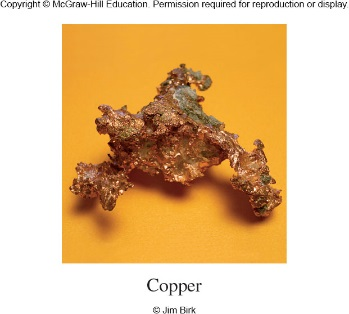 Copyright © McGraw-Hill Education. Permission required for reproduction or display.
Copper
© Jim Birk